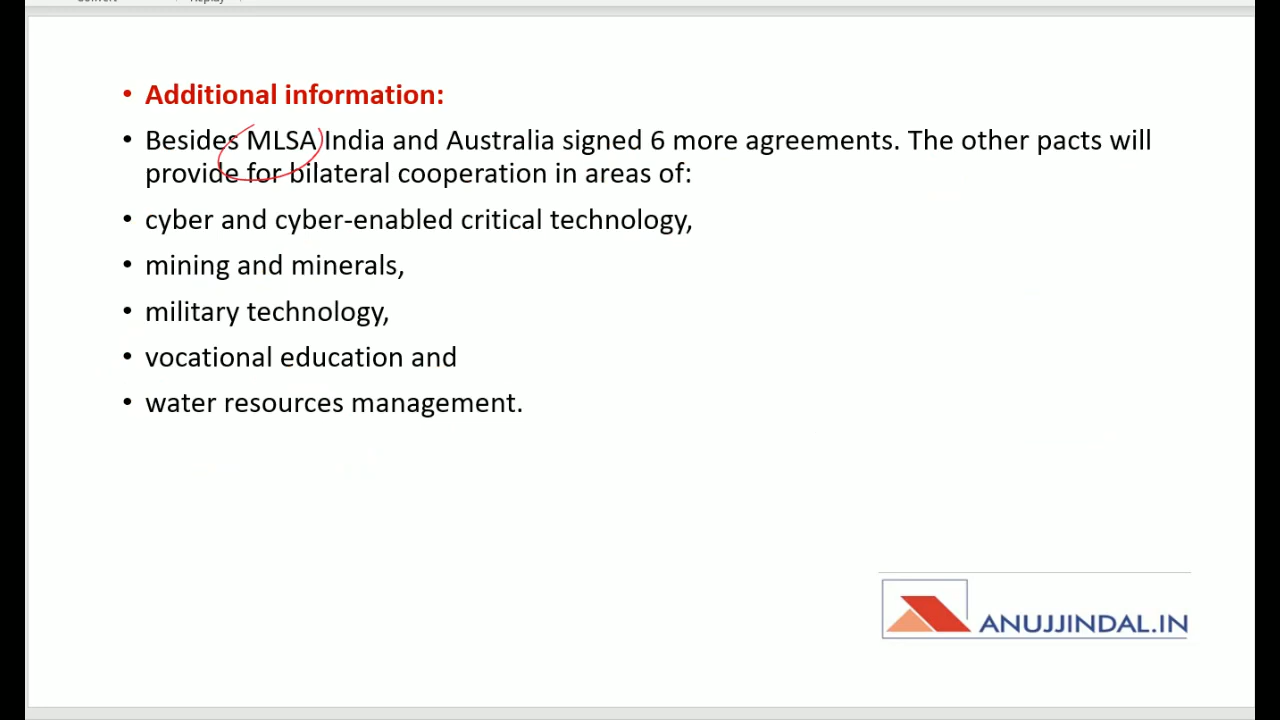 • Additional information:
• Besides MLSA India and Australia signed 6 more agreements. The other pacts will
provide for bilateral cooperation in areas of:
• cyber and cyber-enabled critical technology,
• mining and minerals,
• military technology,
• vocational education and
• water resources management.
ANUJJINDAL.IN